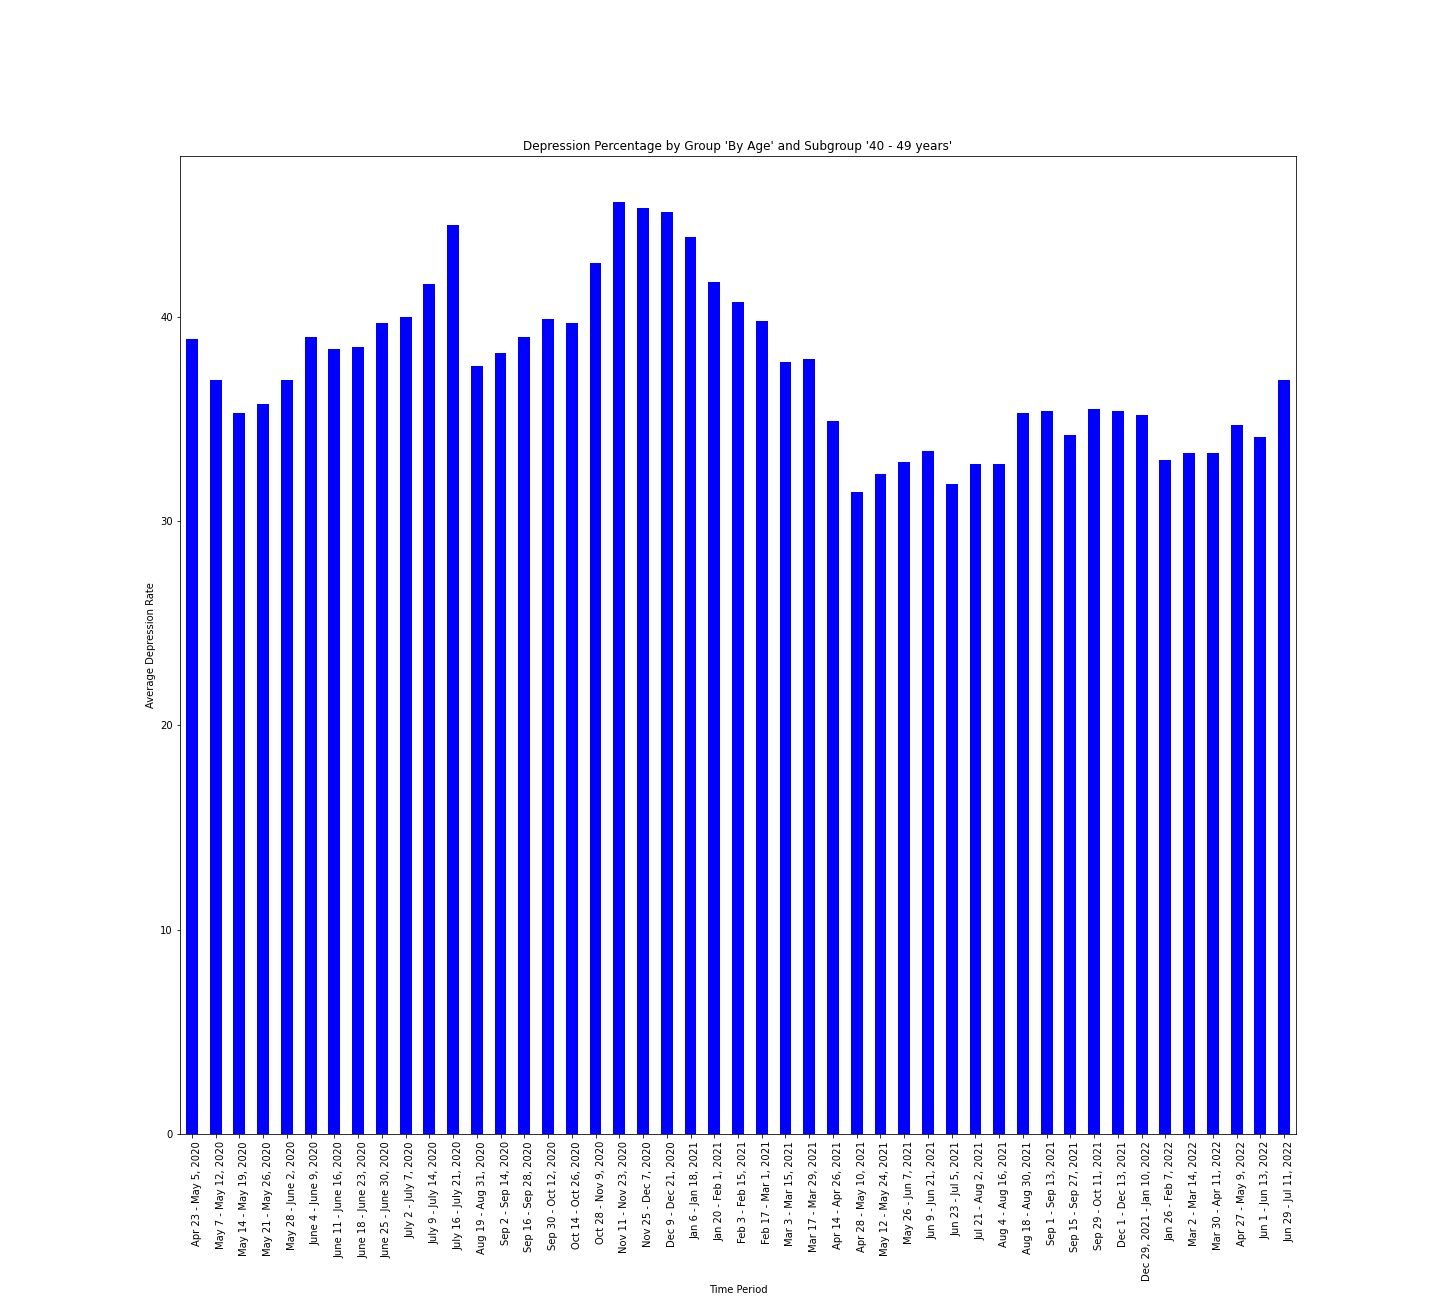 Depression Percentage by Group 'By Age' and Subgroup '40 - 49 years'
40
30
20
10
0
Average Depression Rate
Apr 23 - May 5, 2020
May 7 - May 12, 2020
May 14 - May 19, 2020
May 21 - May 26, 2020
May 28 - June 2, 2020
June 4 - June 9, 2020
June 11 - June 16, 2020
June 18 - June 23, 2020
June 25 - June 30, 2020
July 2 - July 7, 2020
July 9 - July 14, 2020
July 16 - July 21, 2020
Aug 19 - Aug 31, 2020
Sep 2 - Sep 14, 2020
Sep 16 - Sep 28, 2020
Sep 30 - Oct 12, 2020
Oct 14 - Oct 26, 2020
Oct 28 - Nov 9, 2020
Nov 11 - Nov 23, 2020
Nov 25 - Dec 7, 2020
Dec 9 - Dec 21, 2020
Jan 6 - Jan 18, 2021
Jan 20 - Feb 1, 2021
Feb 3 - Feb 15, 2021
Feb 17 - Mar 1, 2021
Mar 3 - Mar 15, 2021
Mar 17 - Mar 29, 2021
Apr 14 - Apr 26, 2021
Apr 28 - May 10, 2021
May 12 - May 24, 2021
May 26 - Jun 7, 2021
Jun 9 - Jun 21, 2021
Jun 23 - Jul 5, 2021
Jul 21 - Aug 2, 2021
Aug 4 - Aug 16, 2021
Aug 18 - Aug 30, 2021
Sep 1 - Sep 13, 2021
Sep 15 - Sep 27, 2021
Sep 29 - Oct 11, 2021
Dec 1 - Dec 13, 2021
Dec 29, 2021 - Jan 10, 2022
Jan 26 - Feb 7, 2022
Mar 2 - Mar 14, 2022
Mar 30 - Apr 11, 2022
Apr 27 - May 9, 2022
Jun 1 - Jun 13, 2022
Jun 29 - Jul 11, 2022
Time Period